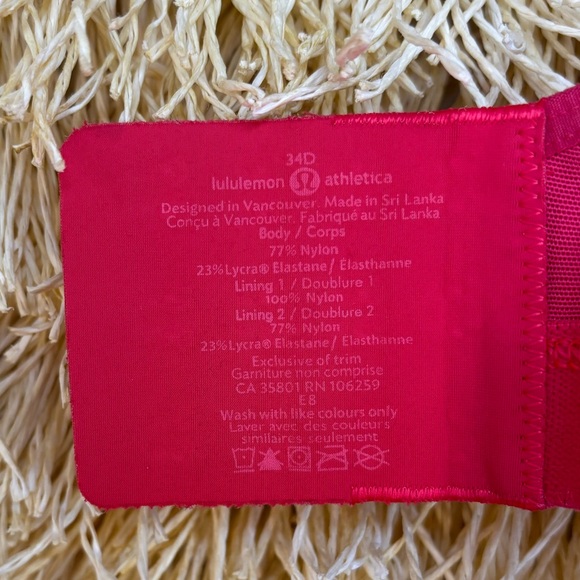 34D
lululemon athletica
Designed in Vancouver. Made in Sri Lanka
Conçu à Vancouver. Fabriqué au Sri Lanka
Body / Corps
77% Nylon
23% Lycra® Elastane / Élasthanne
Lining 1 / Doublure 1
100% Nylon
Lining 2 / Doublure 2
77% Nylon
23% Lycra® Elastane / Élasthanne
Exclusive of trim
Garniture non comprise
CA 35801 RN 106259
E8
Wash with like colours only
Laver avec des couleurs
similaires seulement